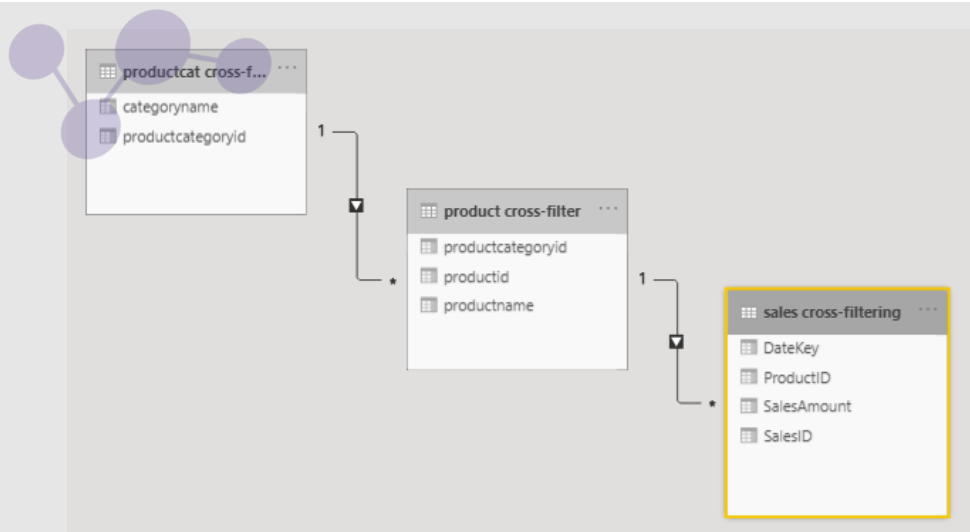 productcat cross-f... ...
categoryname
productcategoryid
1
*
product cross-filter ...
productcategoryid
productid
productname
1
*
sales cross-filtering ...
DateKey
ProductID
SalesAmount
SalesID